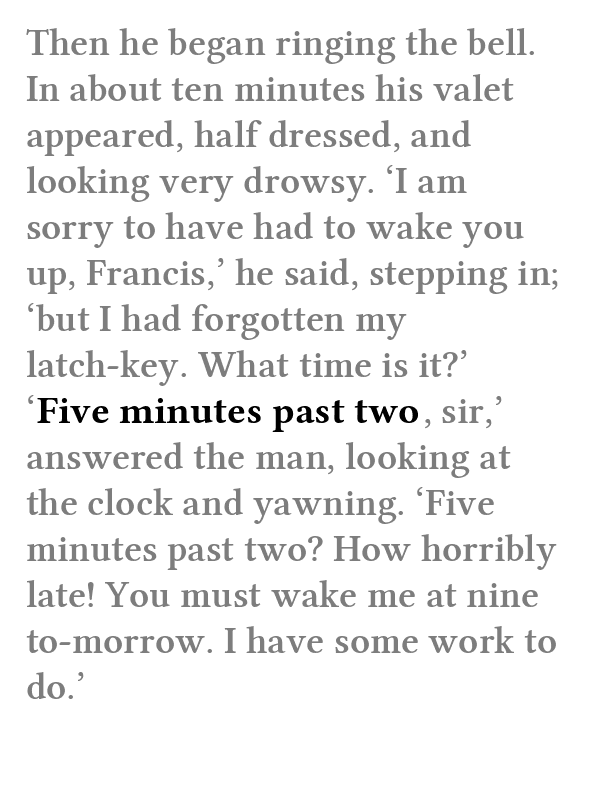 Then he began ringing the bell.
In about ten minutes his valet
appeared, half dressed, and
looking very drowsy. ‘I am
sorry to have had to wake you
up, Francis,’ he said, stepping in;
‘but I had forgotten my
latch-key. What time is it?’
‘Five minutes past two, sir,’
answered the man, looking at
the clock and yawning. ‘Five
minutes past two? How horribly
late! You must wake me at nine
to-morrow. I have some work to
do.’